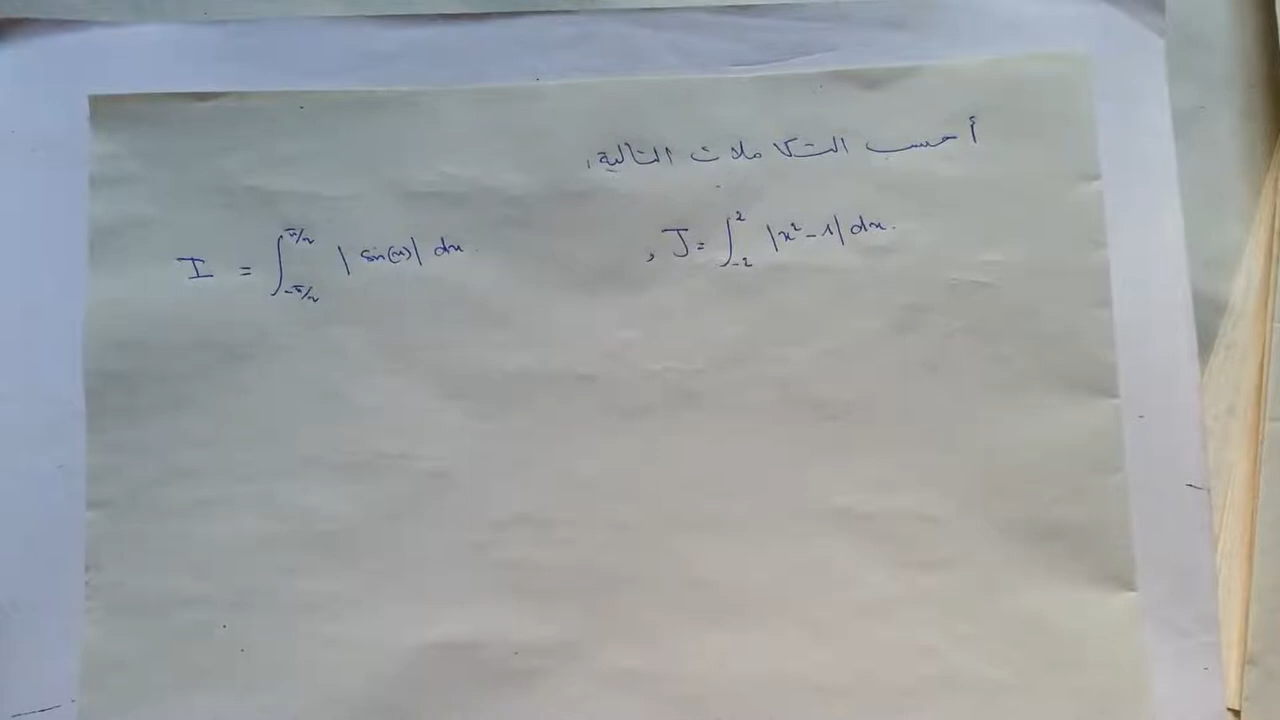 أحسب التكاملات التالية،
I = ∫_{-π/2}^{π/2} |sin(x)| dx , J = ∫_{-2}^{2} |x² - 1| dx.